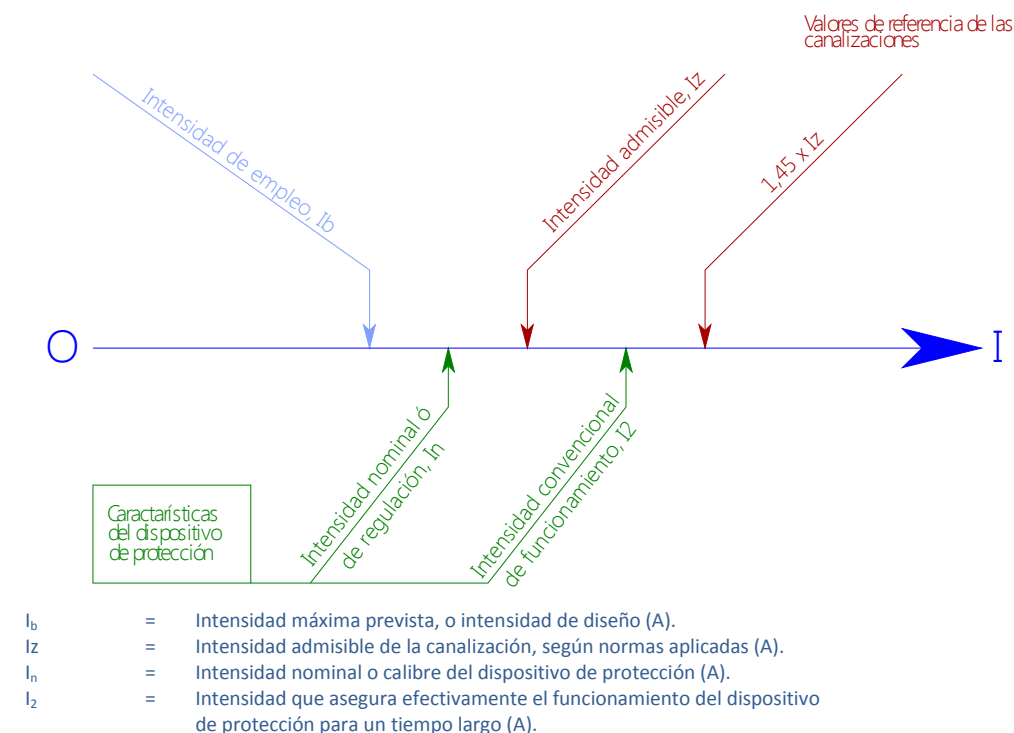 Valores de referencia de las
canalizaciones
Intensidad de empleo, Ib
Intensidad admisible, Iz
1,45 x Iz
O
I
Intensidad nominal ó
de regulación, In
Intensidad convencional
de funcionamiento, I2
Caractarísticas
del dispositivo
de protección
Ib = Intensidad máxima prevista, o intensidad de diseño (A).
Iz = Intensidad admisible de la canalización, según normas aplicadas (A).
In = Intensidad nominal o calibre del dispositivo de protección (A).
I2 = Intensidad que asegura efectivamente el funcionamiento del dispositivo
de protección para un tiempo largo (A).